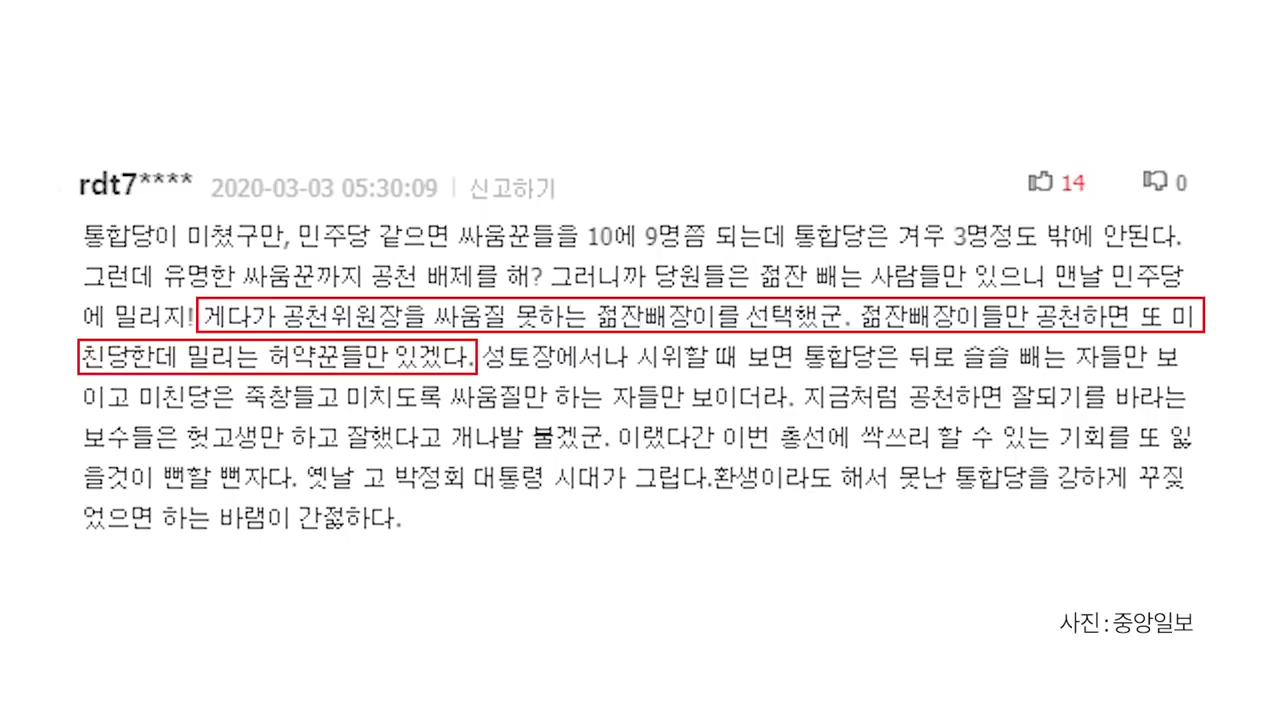 rdt7**** 2020-03-03 05:30:09 | 신고하기 14 0
통합당이 미쳤구만, 민주당 같으면 싸움꾼들을 10에 9명쯤 되는데 통합당은 겨우 3명정도 밖에 안된다.
그런데 유명한 싸움꾼까지 공천 배제를 해? 그러니까 당원들은 젊잔 빼는 사람들만 있으니 맨날 민주당
에 밀리지! 게다가 공천위원장을 싸움질 못하는 젊잔빼장이를 선택했군. 젊잔빼장이들만 공천하면 또 미
친당한데 밀리는 허약꾼들만 있겠다. 성토장에서나 시위할 때 보면 통합당은 뒤로 슬슬 빼는 자들만 보
이고 미친당은 죽창들고 미치도록 싸움질만 하는 자들만 보이더라. 지금처럼 공천하면 잘되기를 바라는
보수들은 헛고생만 하고 잘했다고 개나발 불겠군. 이랬다간 이번 총선에 싹쓰리 할 수 있는 기회를 또 잃
을것이 뻔할 뻔자다. 옛날 고 박정희 대통령 시대가 그럽다.환생이라도 해서 못난 통합당을 강하게 꾸짖
었으면 하는 바램이 간젏하다.
사진 : 중앙일보